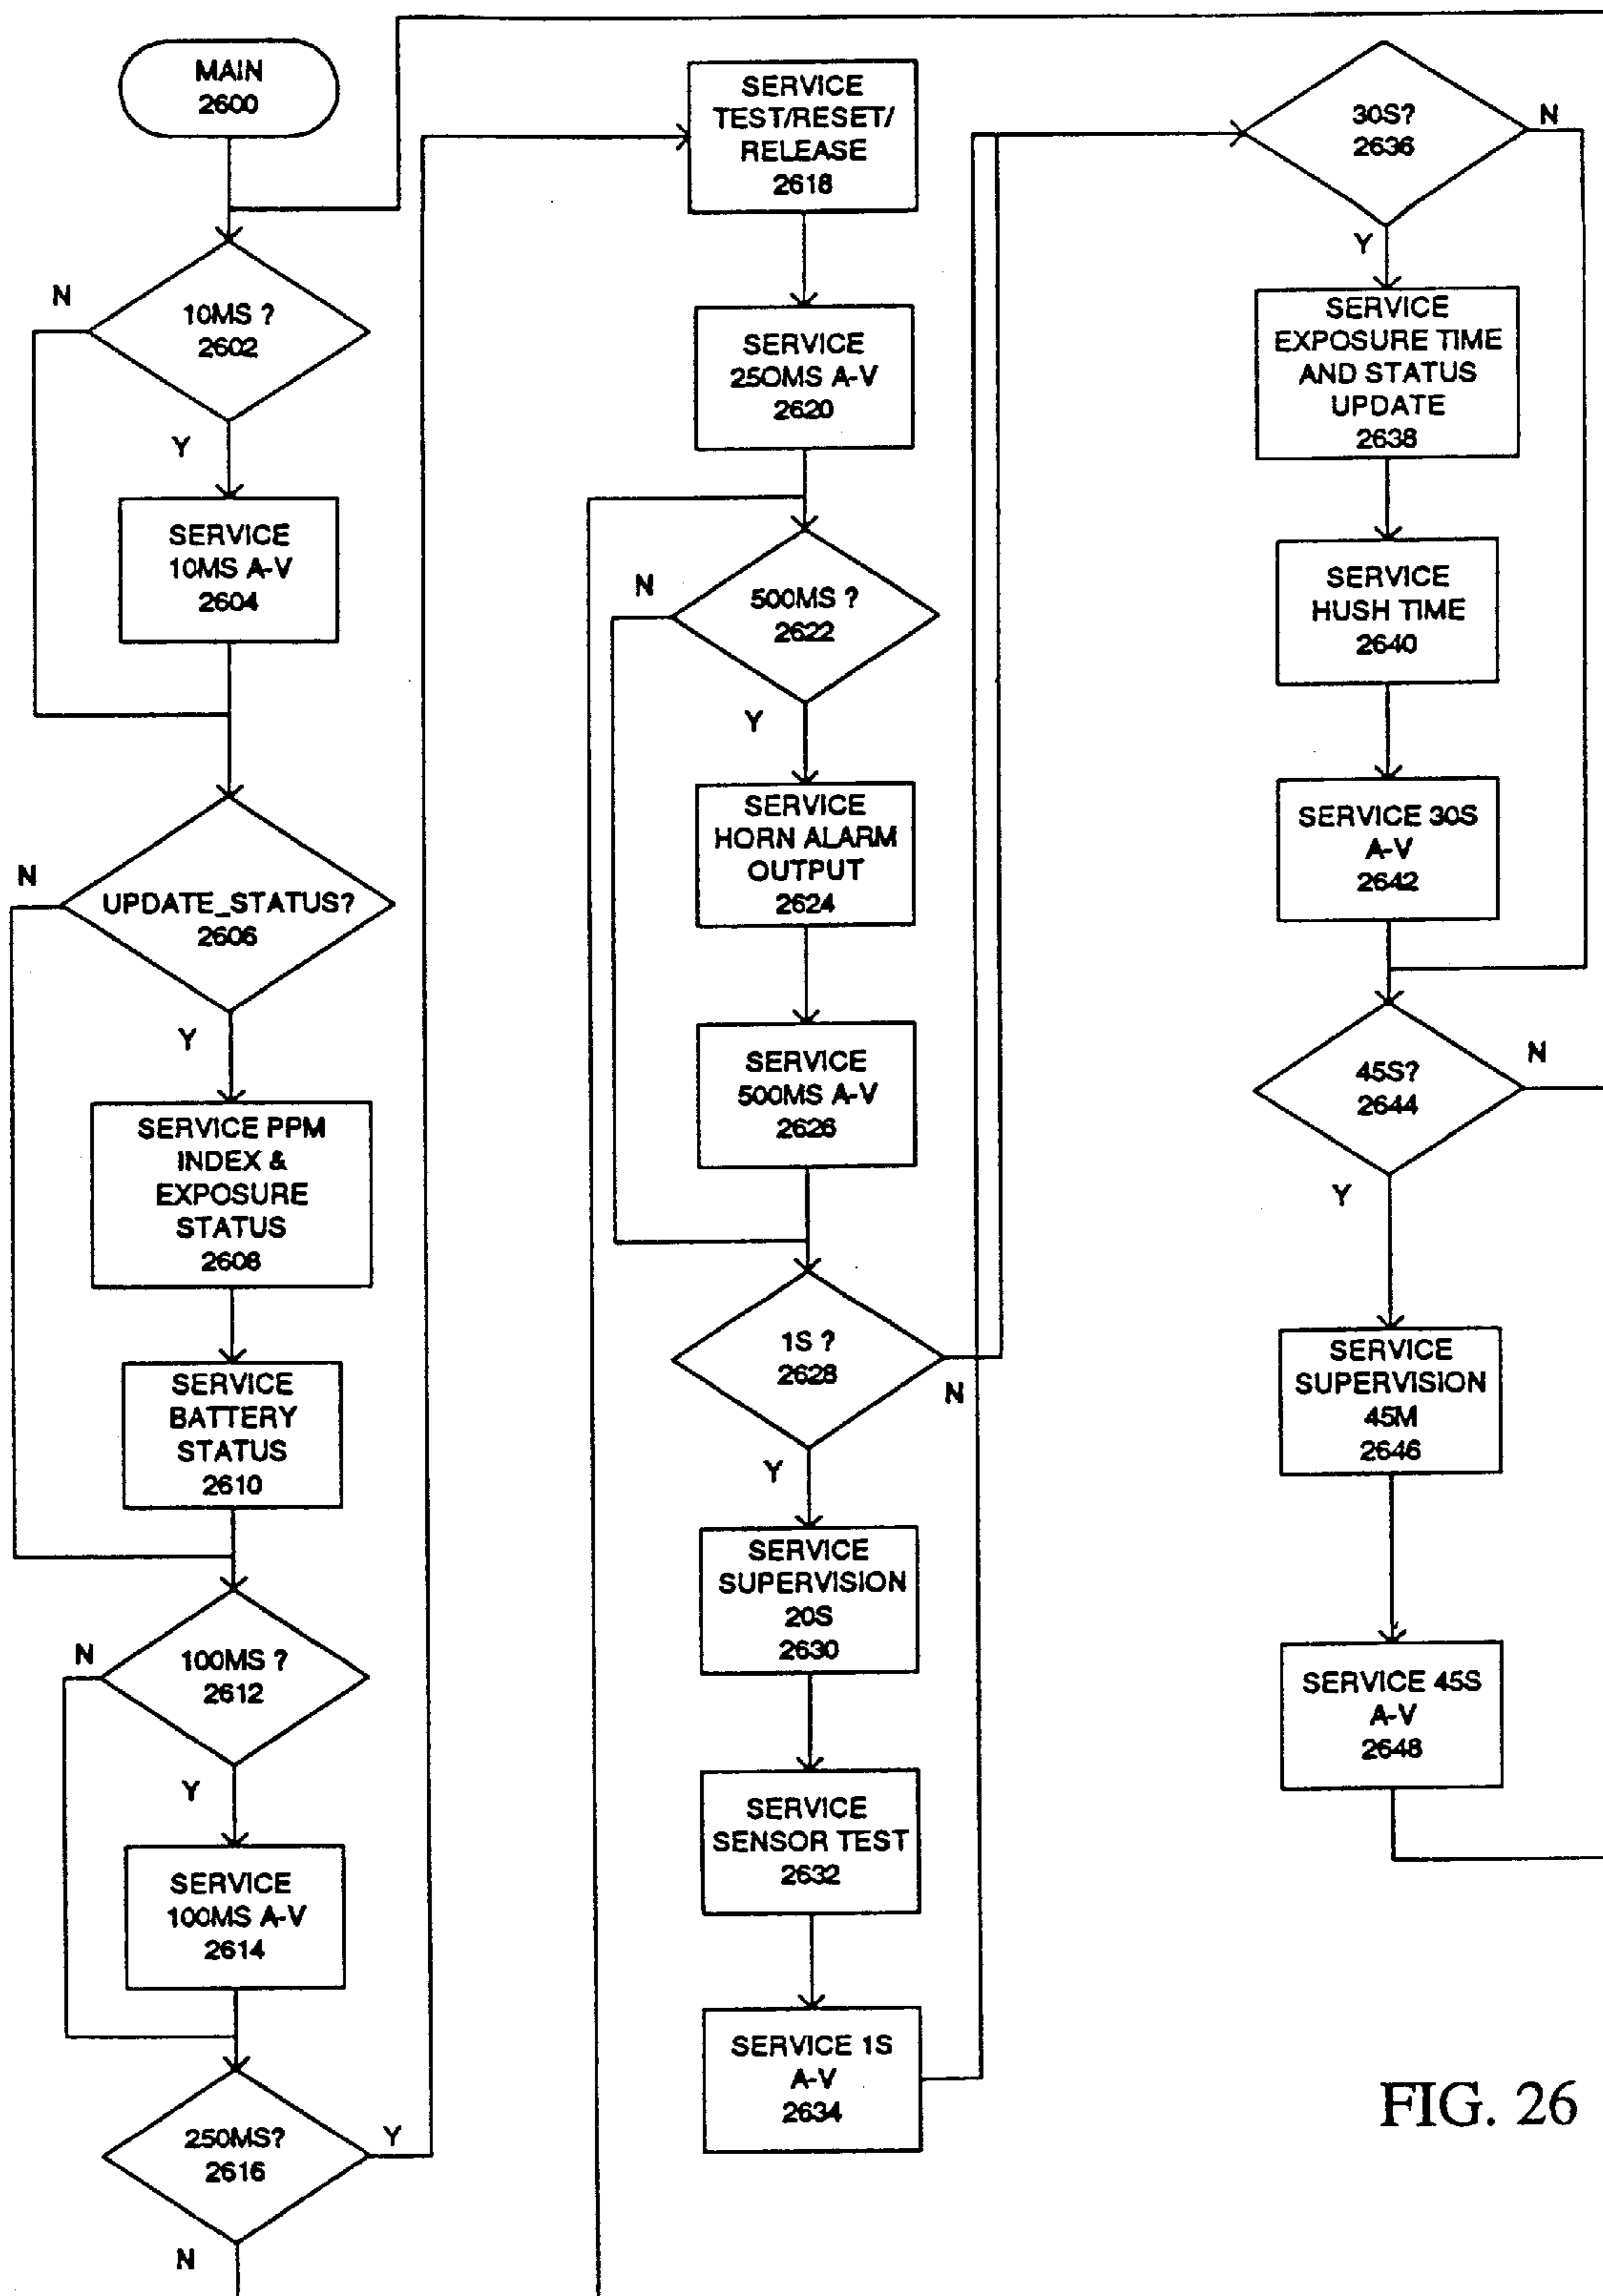 MAIN
2600
N
10MS ?
2602
Y
SERVICE
10MS A-V
2604
N
UPDATE_STATUS?
2606
Y
SERVICE PPM
INDEX &
EXPOSURE
STATUS
2608
SERVICE
BATTERY
STATUS
2610
N
100MS ?
2612
Y
SERVICE
100MS A-V
2614
250MS?
2616
Y
N
SERVICE
TEST/RESET/
RELEASE
2618
SERVICE
250MS A-V
2620
N
500MS ?
2622
Y
SERVICE
HORN ALARM
OUTPUT
2624
SERVICE
500MS A-V
2626
1S ?
2628
N
Y
SERVICE
SUPERVISION
20S
2630
SERVICE
SENSOR TEST
2632
SERVICE 1S
A-V
2634
30S?
2636
N
Y
SERVICE
EXPOSURE TIME
AND STATUS
UPDATE
2638
SERVICE
HUSH TIME
2640
SERVICE 30S
A-V
2642
45S?
2644
N
Y
SERVICE
SUPERVISION
45M
2646
SERVICE 45S
A-V
2648
FIG. 26